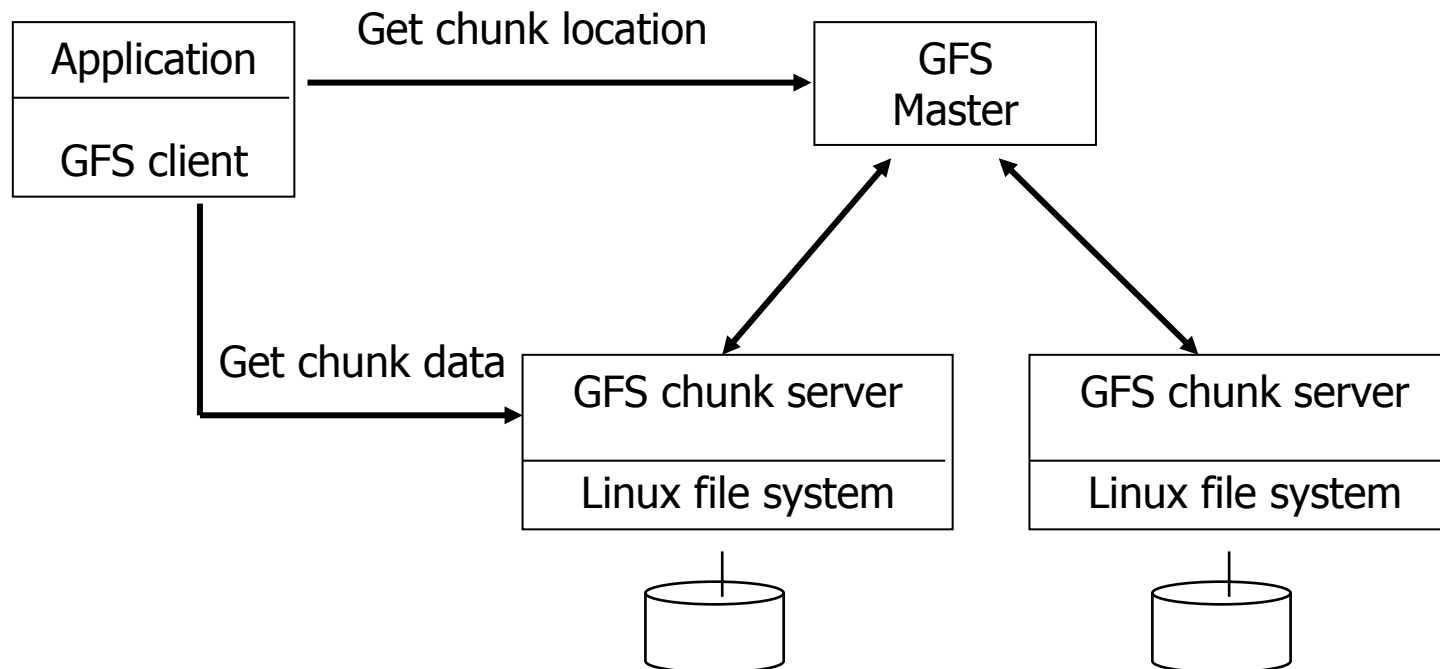 Application
GFS client
Get chunk location
GFS
Master
Get chunk data
GFS chunk server
Linux file system
GFS chunk server
Linux file system